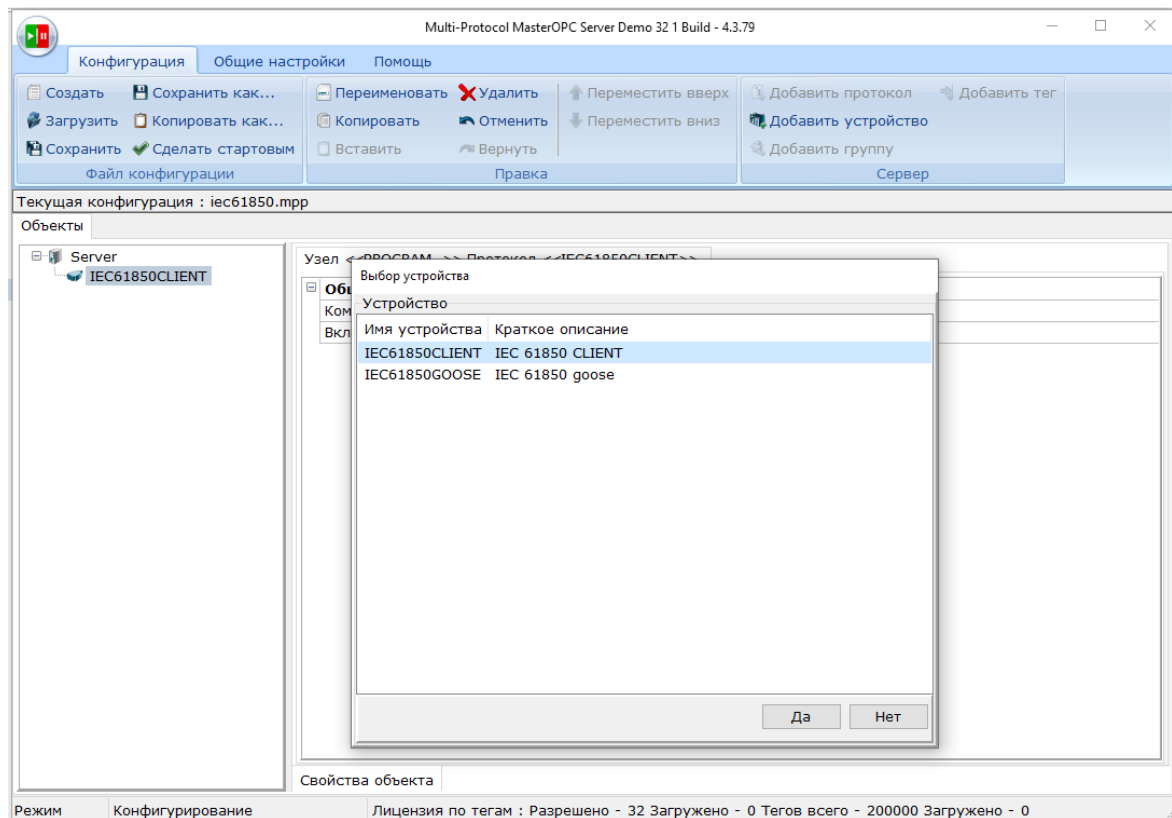 Multi-Protocol MasterOPC Server Demo 32 1 Build - 4.3.79
Конфигурация Общие настройки Помощь
Создать Сохранить как... Переименовать Удалить Переместить вверх Добавить протокол Добавить тег
Загрузить Копировать как... Копировать Отменить Переместить вниз Добавить устройство
Сохранить Сделать стартовым Вставить Вернуть Добавить группу
Файл конфигурации Правка Сервер
Текущая конфигурация : iec61850.mpp
Объекты
Server
IEC61850CLIENT
Узел <<PROGRAM >> Протокол <<IEC61850CLIENT>>
Выбор устройства
Устройство
Имя устройства Краткое описание
IEC61850CLIENT IEC 61850 CLIENT
IEC61850GOOSE IEC 61850 goose
Да Нет
Свойства объекта
Режим Конфигурирование Лицензия по тегам : Разрешено - 32 Загружено - 0 Тегов всего - 200000 Загружено - 0